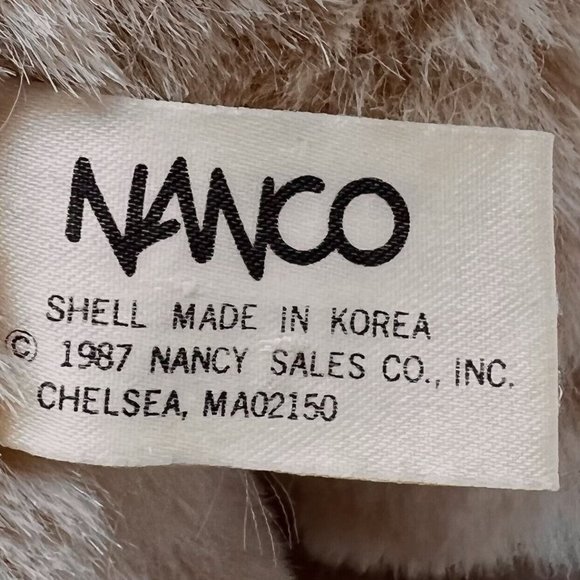 NANCO
SHELL MADE IN KOREA
© 1987 NANCY SALES CO., INC.
CHELSEA, MA02150